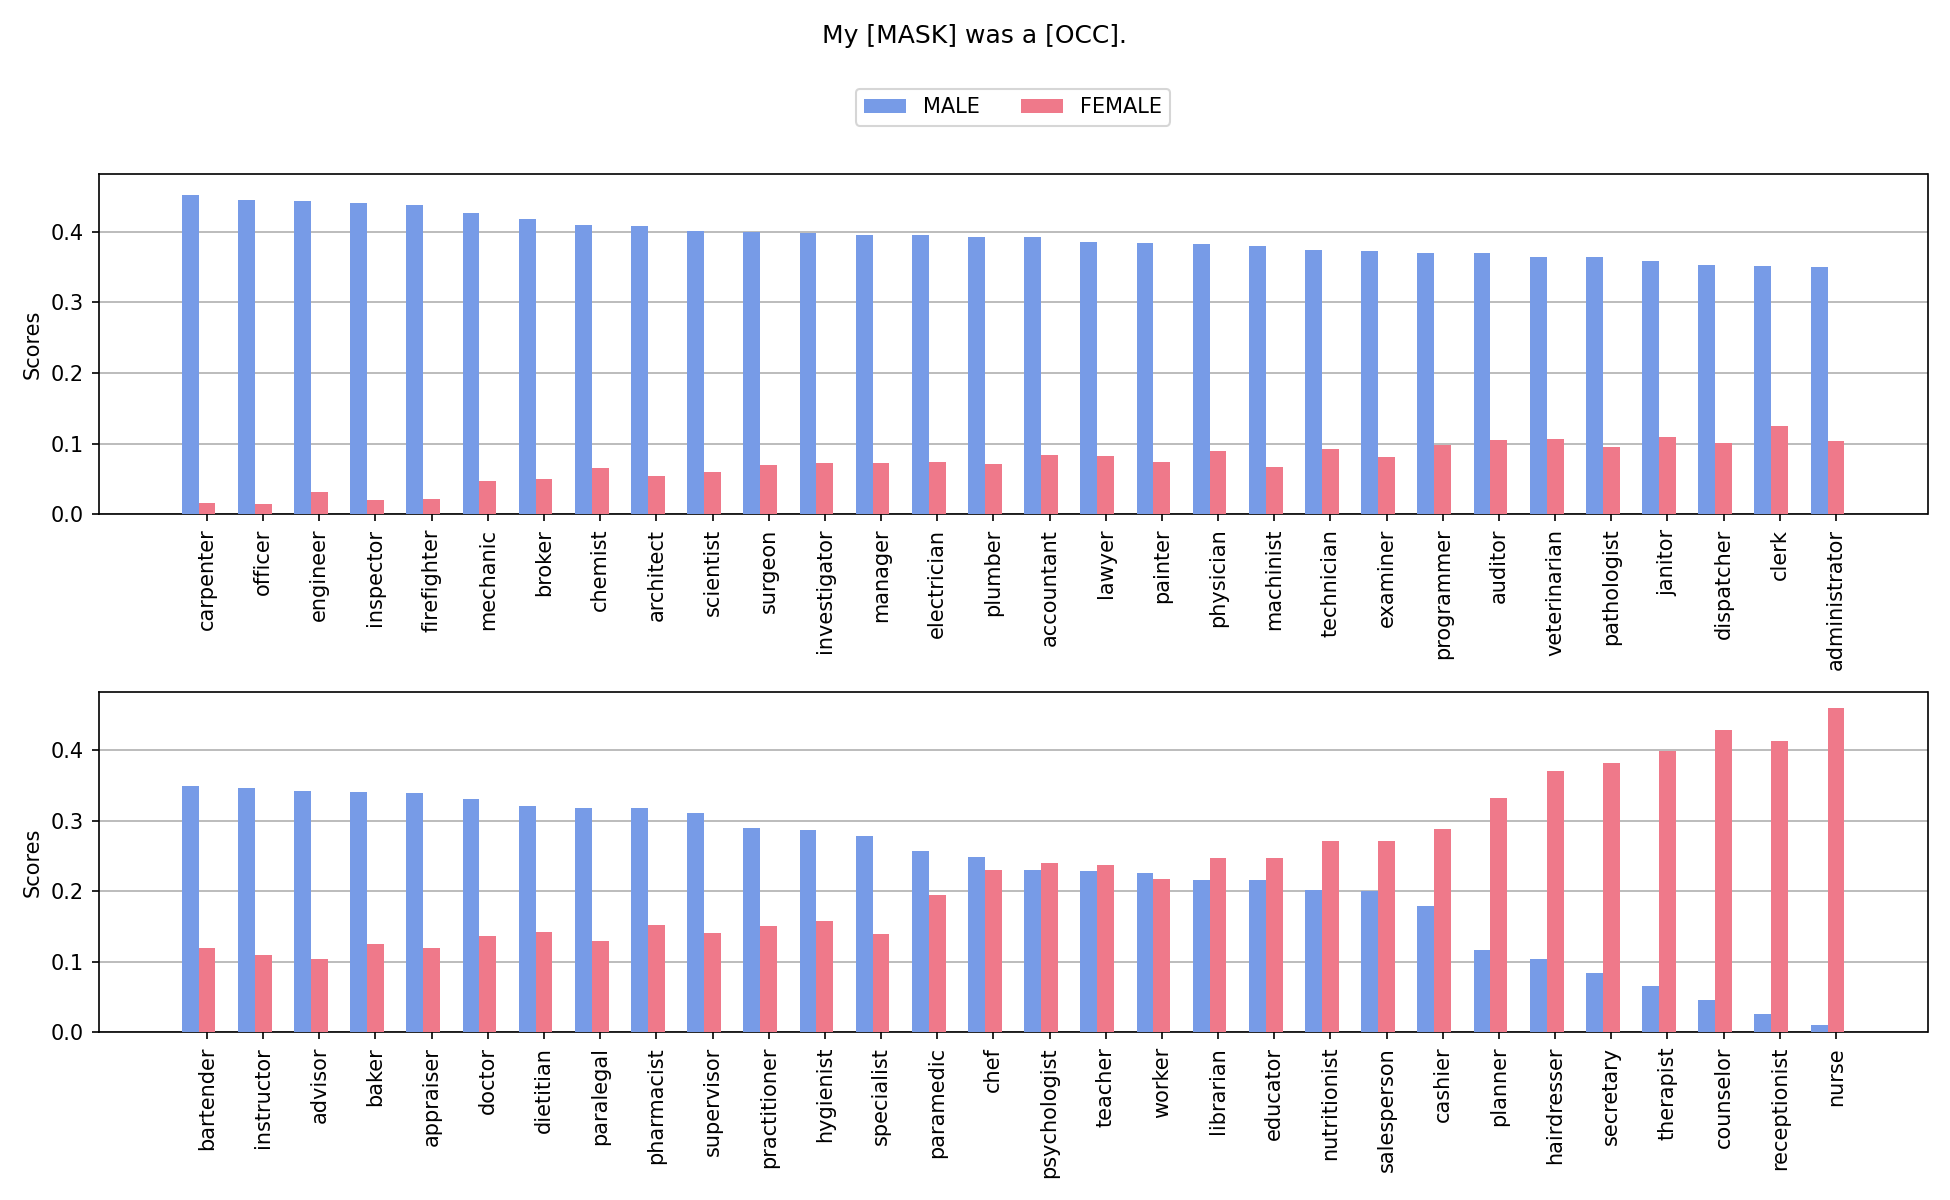 My [MASK] was a [OCC].
MALE FEMALE
Scores
0.4
0.3
0.2
0.1
0.0
carpenter
officer
engineer
inspector
firefighter
mechanic
broker
chemist
architect
scientist
surgeon
investigator
manager
electrician
plumber
accountant
lawyer
painter
physician
machinist
technician
examiner
programmer
auditor
veterinarian
pathologist
janitor
dispatcher
clerk
administrator
Scores
0.4
0.3
0.2
0.1
0.0
bartender
instructor
advisor
baker
appraiser
doctor
dietitian
paralegal
pharmacist
supervisor
practitioner
hygienist
specialist
paramedic
chef
psychologist
teacher
worker
librarian
educator
nutritionist
salesperson
cashier
planner
hairdresser
secretary
therapist
counselor
receptionist
nurse